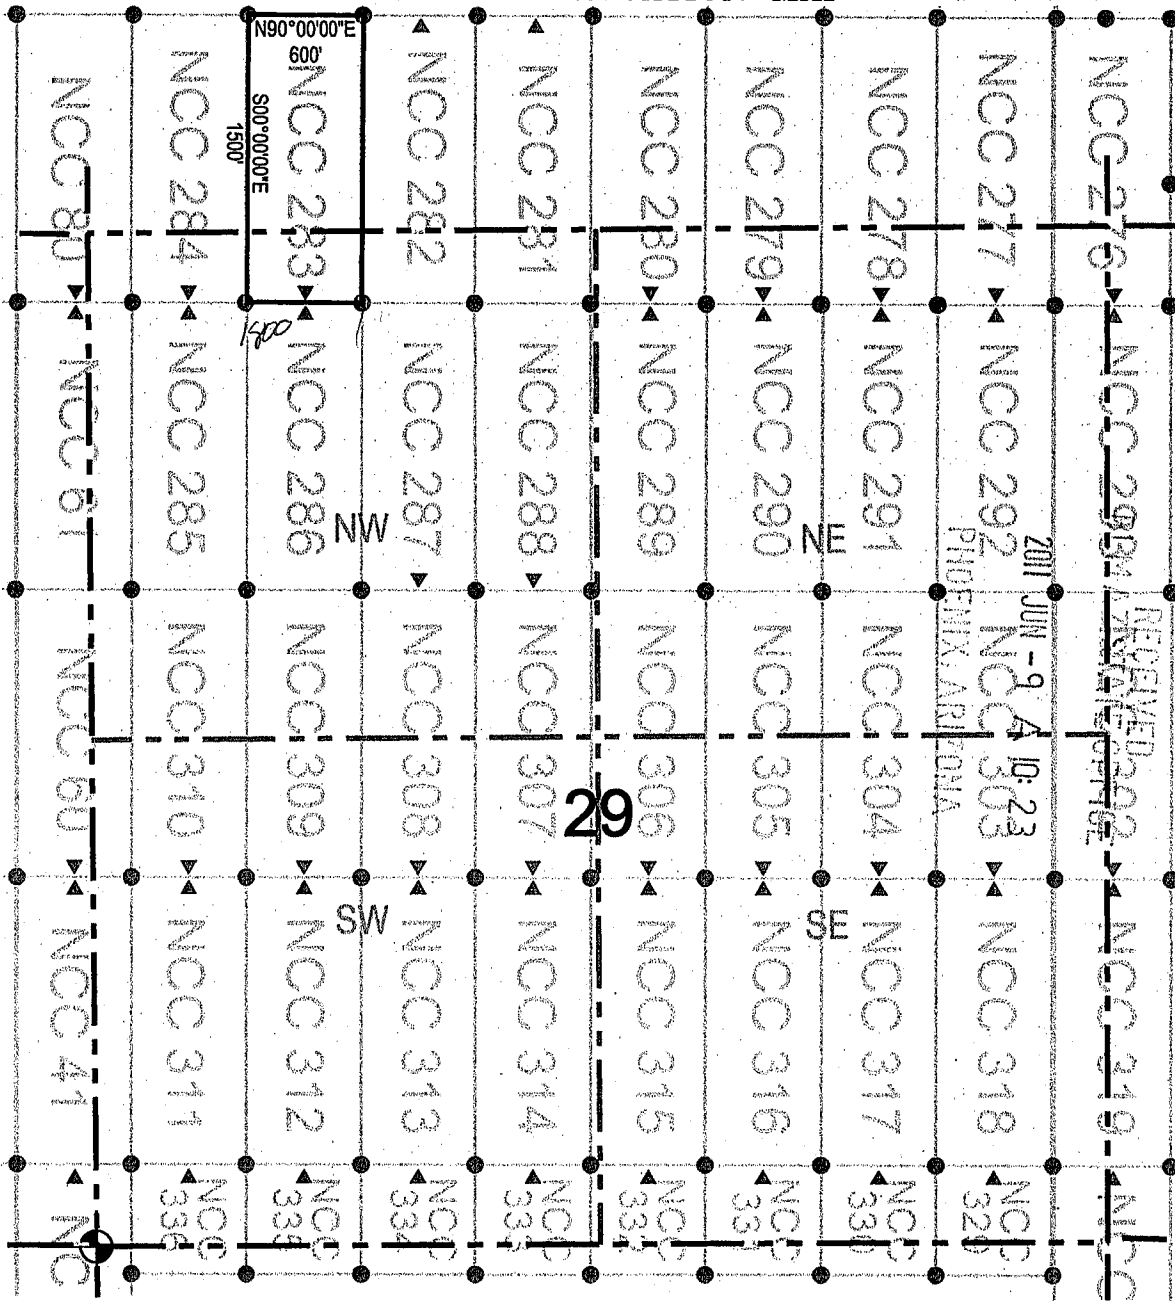 N90°00'00"E
600'
S00°00'00"E
1500'
NCC 80
NCC 284
NCC 283
NCC 282
NCC 281
NCC 280
NCC 279
NCC 278
NCC 277
NCC 276
1500
NCC 61
NCC 285
NCC 286
NCC 287
NCC 288
NCC 289
NCC 290
NCC 291
NCC 292
NCC 293
NW
NE
RECEIVED
2011 JUN -9 A 10: 23
PHOENIX, ARIZONA
NCC 60
NCC 310
NCC 309
NCC 308
NCC 307
NCC 306
NCC 305
NCC 304
NCC 303
NCC 302
29
SW
SE
NCC 41
NCC 311
NCC 312
NCC 313
NCC 314
NCC 315
NCC 316
NCC 317
NCC 318
NCC 319
NC
NCC
336
NCC
335
NCC
334
NCC
333
NCC
332
NCC
331
NCC
330
NCC
329
NCC